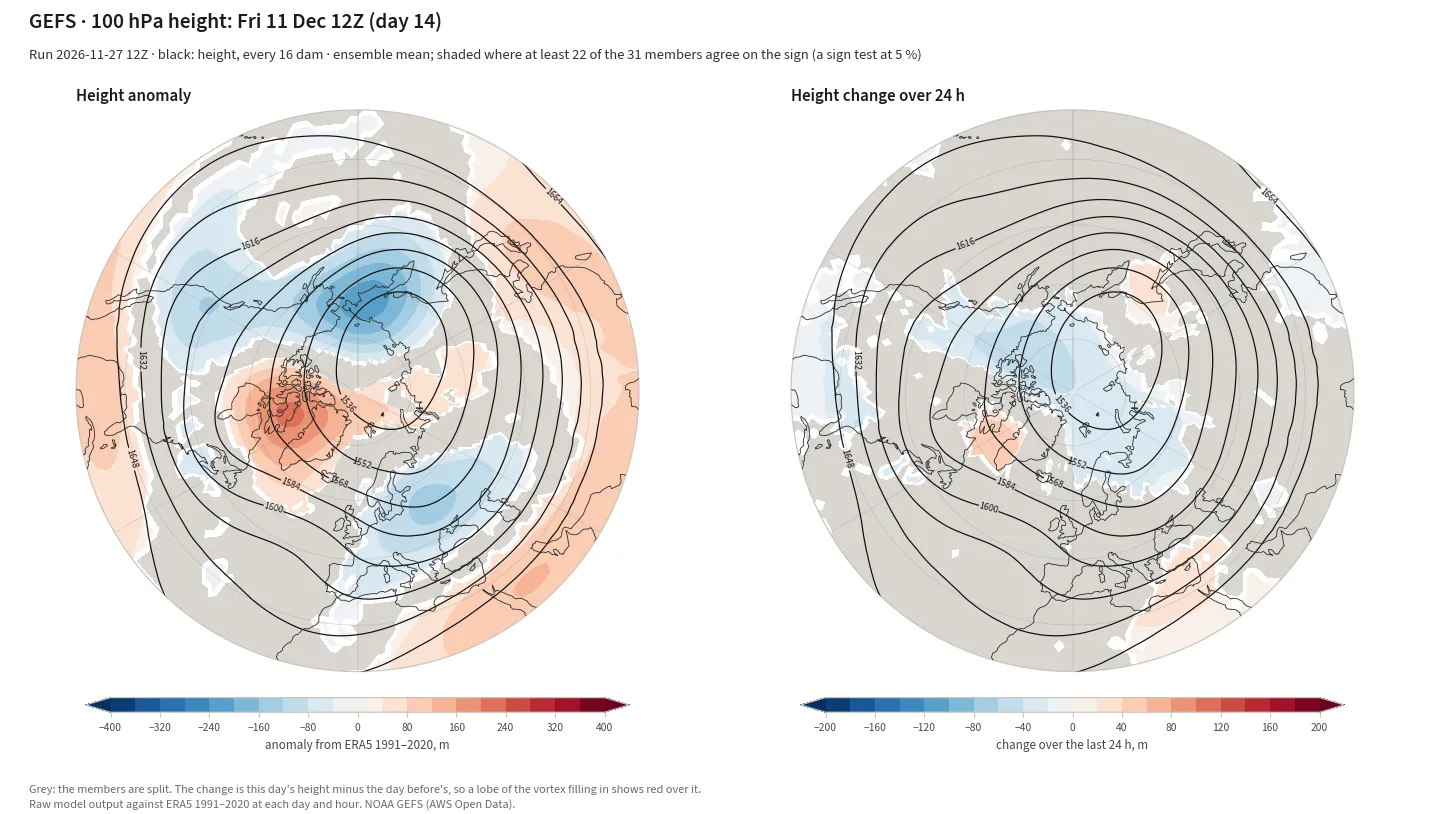 GEFS · 100 hPa height: Fri 11 Dec 12Z (day 14)
Run 2026-11-27 12Z · black: height, every 16 dam · ensemble mean; shaded where at least 22 of the 31 members agree on the sign (a sign test at 5 %)
Height anomaly
Height change over 24 h
1664
1616
1632
1648
1536
1552
1568
1584
1600
1664
1616
1632
1648
1536
1552
1568
1584
1600
−400 −320 −240 −160 −80 0 80 160 240 320 400
anomaly from ERA5 1991–2020, m
−200 −160 −120 −80 −40 0 40 80 120 160 200
change over the last 24 h, m
Grey: the members are split. The change is this day's height minus the day before's, so a lobe of the vortex filling in shows red over it.
Raw model output against ERA5 1991–2020 at each day and hour. NOAA GEFS (AWS Open Data).